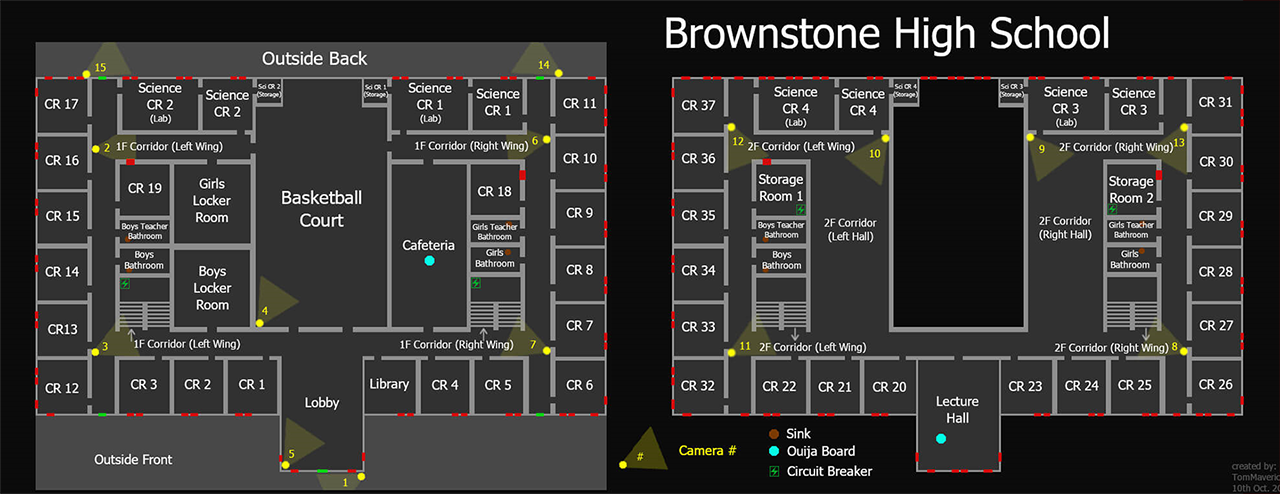 Brownstone High School
Outside Back
15
14
CR 17
Science
CR 2
(Lab)
Science
CR 2
Sci CR 2
(Storage)
Sci CR 1
(Storage)
Science
CR 1
(Lab)
Science
CR 1
CR 11
2
1F Corridor (Left Wing)
1F Corridor (Right Wing)
6
CR 16
CR 10
CR 19
Girls
Locker
Room
Basketball
Court
CR 18
CR 15
CR 9
Boys Teacher
Bathroom
Cafeteria
Girls Teacher
Bathroom
Boys
Bathroom
Girls
Bathroom
CR 14
CR 8
Boys
Locker
Room
4
CR13
CR 7
3
1F Corridor (Left Wing)
1F Corridor (Right Wing)
7
CR 12
CR 3
CR 2
CR 1
Lobby
Library
CR 4
CR 5
CR 6
5
1
Outside Front
CR 37
Science
CR 4
(Lab)
Science
CR 4
Sci CR 4
(Storage)
Sci CR 3
(Storage)
Science
CR 3
(Lab)
Science
CR 3
CR 31
12
2F Corridor (Left Wing)
10
9
2F Corridor (Right Wing)
13
CR 36
CR 30
Storage
Room 1
Storage
Room 2
CR 35
CR 29
Boys Teacher
Bathroom
2F Corridor
(Left Hall)
2F Corridor
(Right Hall)
Girls Teacher
Bathroom
Boys
Bathroom
Girls
Bathroom
CR 34
CR 28
CR 33
CR 27
11
2F Corridor (Left Wing)
2F Corridor (Right Wing)
8
CR 32
CR 22
CR 21
CR 20
Lecture
Hall
CR 23
CR 24
CR 25
CR 26
#
Camera #
Sink
Ouija Board
Circuit Breaker
created by:
TomMaveric
10th Oct. 20